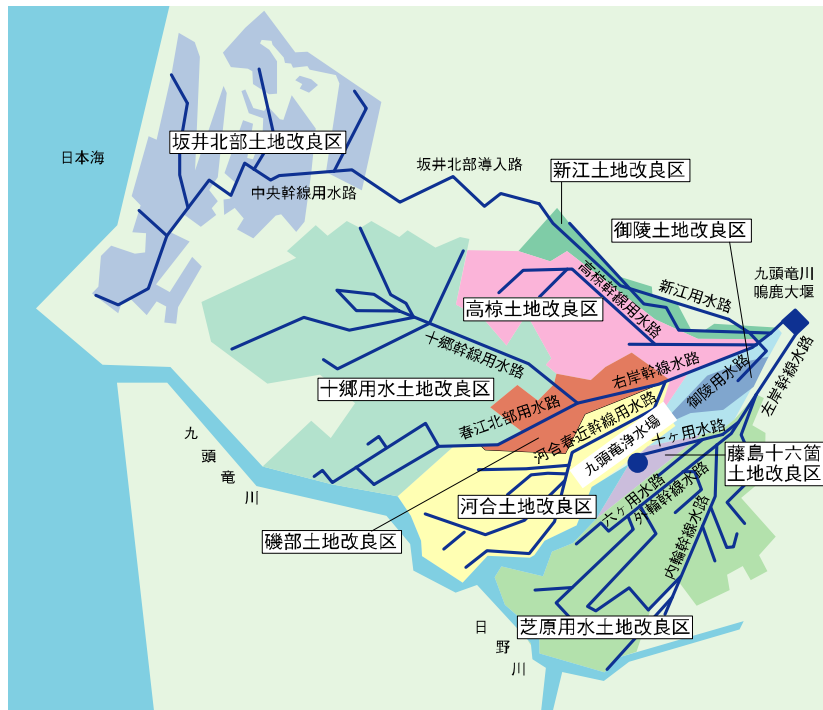 坂井北部土地改良区
日本海
坂井北部導入路
新江土地改良区
中央幹線用水路
御陵土地改良区
九頭竜川
鳴鹿大堰
高椋幹線用水路
新江用水路
高椋土地改良区
十郷幹線用水路
右岸幹線水路
御陵用水路
左岸幹線水路
十郷用水土地改良区
春江北部用水路
河合春近幹線用水路
九頭竜浄水場
十ヶ用水路
九頭竜川
藤島十六箇
土地改良区
河合土地改良区
六ヶ用水路
外輪幹線水路
磯部土地改良区
内輪幹線水路
芝原用水土地改良区
日野川